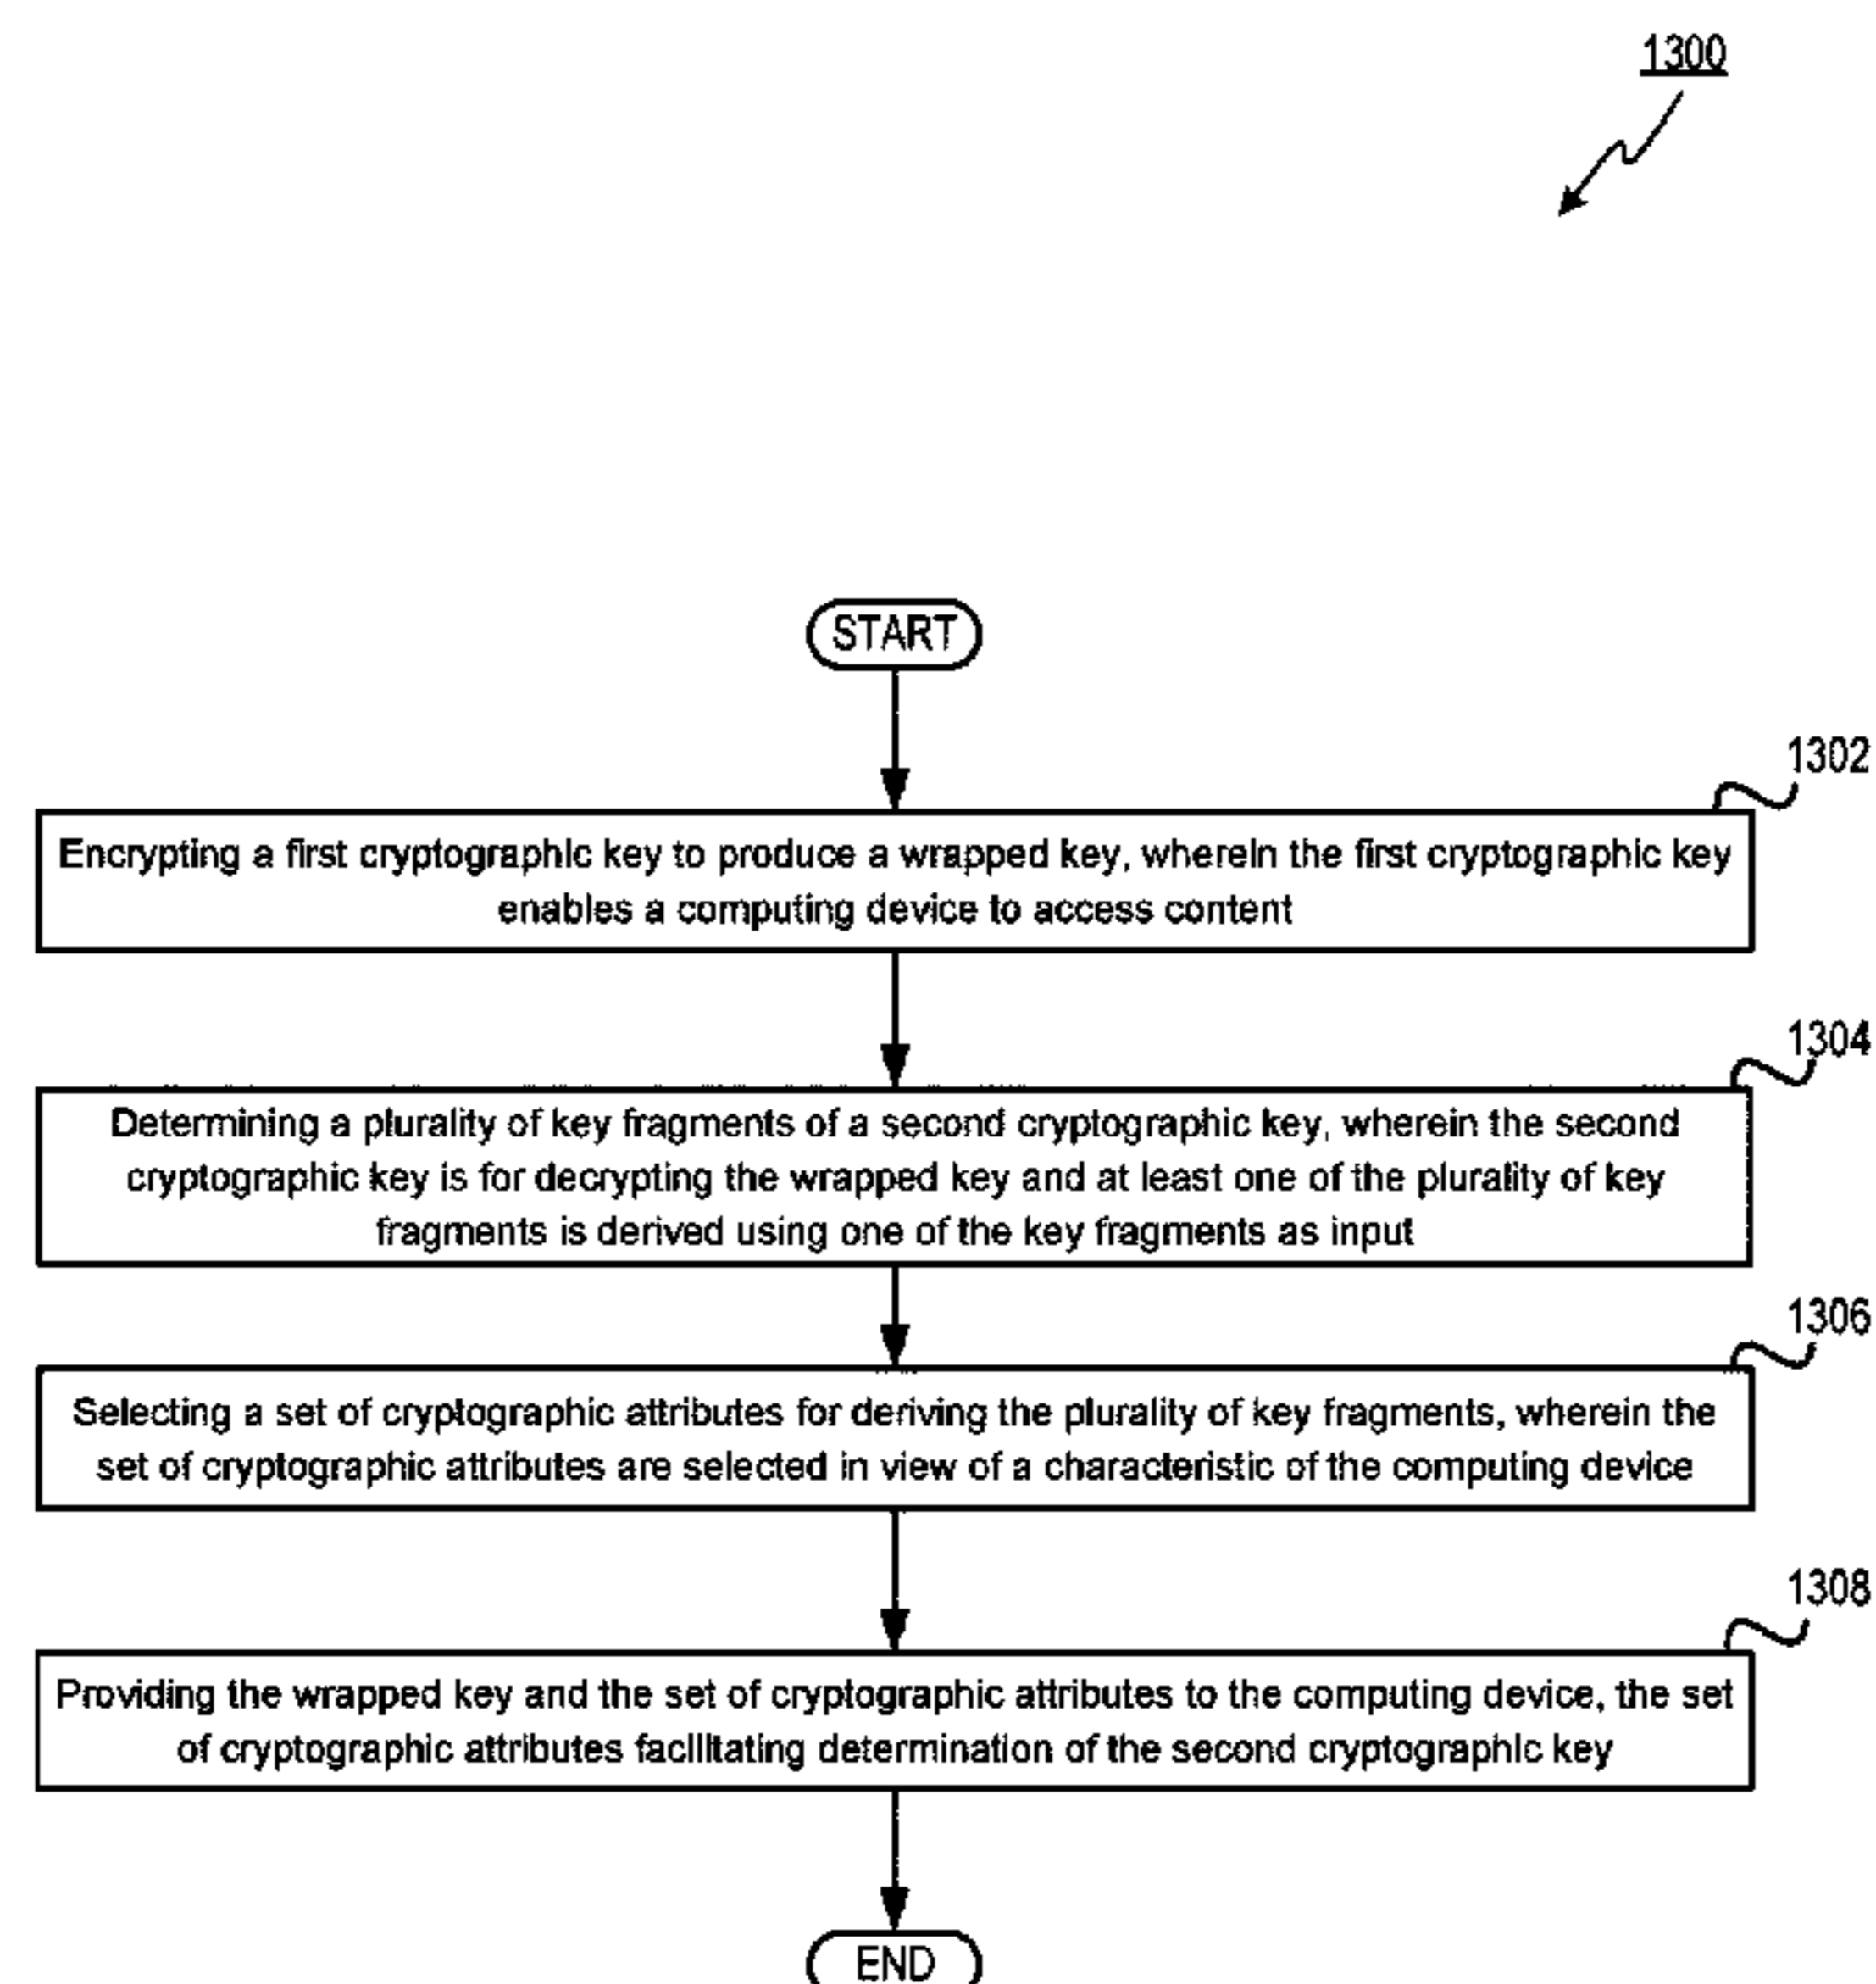 1300
START
1302
Encrypting a first cryptographic key to produce a wrapped key, wherein the first cryptographic key
enables a computing device to access content
1304
Determining a plurality of key fragments of a second cryptographic key, wherein the second
cryptographic key is for decrypting the wrapped key and at least one of the plurality of key
fragments is derived using one of the key fragments as input
1306
Selecting a set of cryptographic attributes for deriving the plurality of key fragments, wherein the
set of cryptographic attributes are selected in view of a characteristic of the computing device
1308
Providing the wrapped key and the set of cryptographic attributes to the computing device, the set
of cryptographic attributes facilitating determination of the second cryptographic key
END